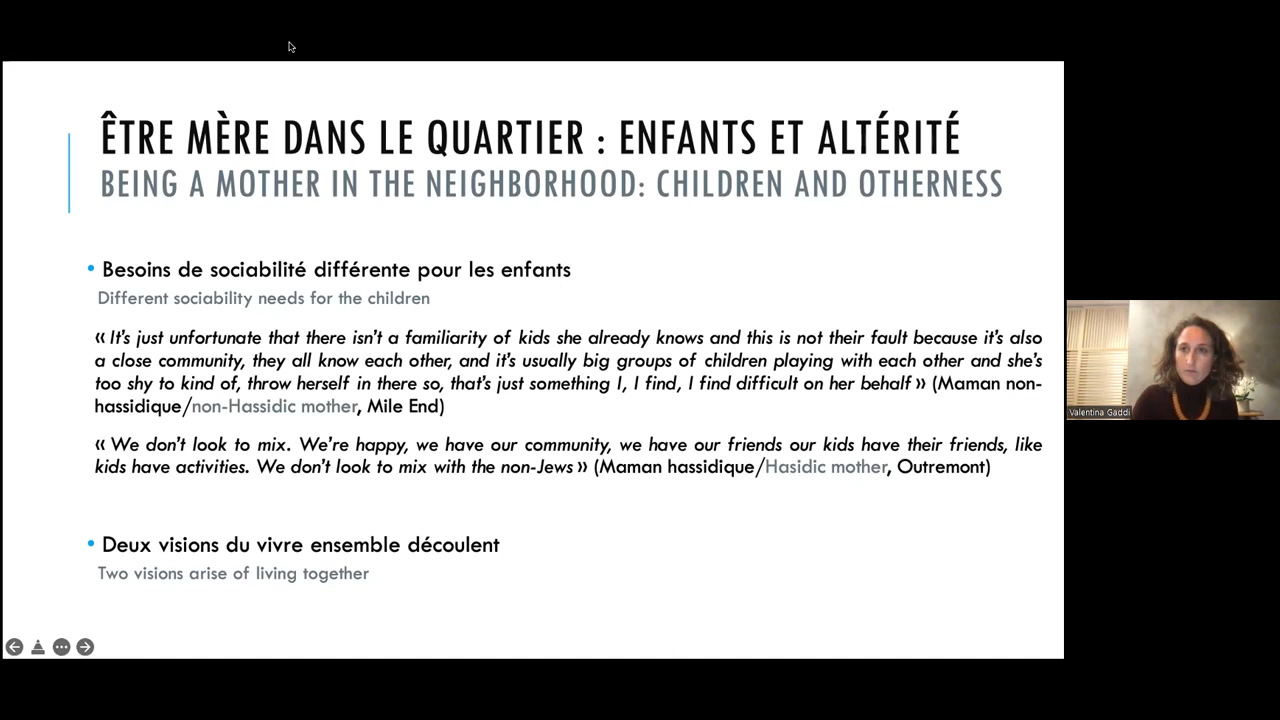 ÊTRE MÈRE DANS LE QUARTIER : ENFANTS ET ALTÉRITÉ
BEING A MOTHER IN THE NEIGHBORHOOD: CHILDREN AND OTHERNESS
• Besoins de sociabilité différente pour les enfants
Different sociability needs for the children
« It's just unfortunate that there isn't a familiarity of kids she already knows and this is not their fault because it's also
a close community, they all know each other, and it's usually big groups of children playing with each other and she's
too shy to kind of, throw herself in there so, that's just something I, I find, I find difficult on her behalf » (Maman non-
hassidique/non-Hassidic mother, Mile End)
« We don't look to mix. We're happy, we have our community, we have our friends our kids have their friends, like
kids have activities. We don't look to mix with the non-Jews » (Maman hassidique/Hasidic mother, Outremont)
• Deux visions du vivre ensemble découlent
Two visions arise of living together
Valentina Gaddi